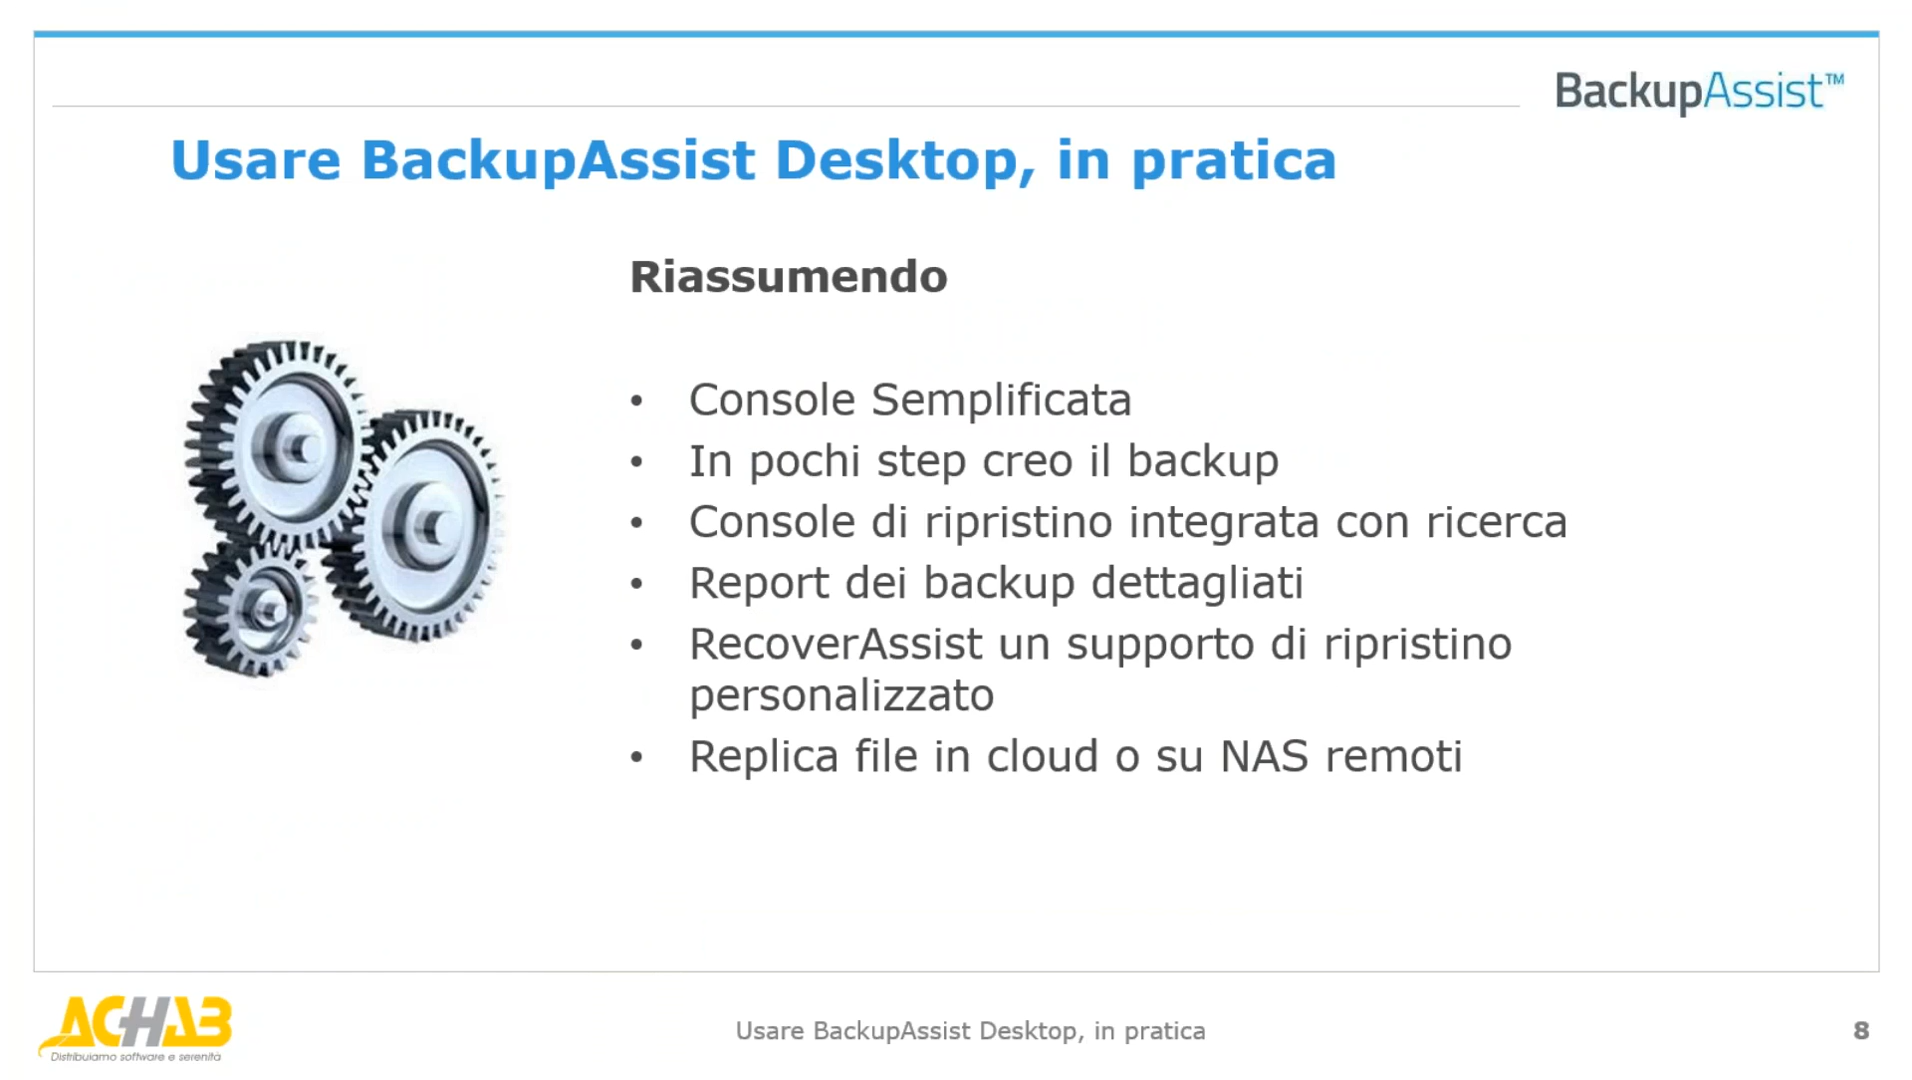 BackupAssist™
Usare BackupAssist Desktop, in pratica
Riassumendo
• Console Semplificata
• In pochi step creo il backup
• Console di ripristino integrata con ricerca
• Report dei backup dettagliati
• RecoverAssist un supporto di ripristino
personalizzato
• Replica file in cloud o su NAS remoti
ACHAB
Distribuiamo software e serenità
Usare BackupAssist Desktop, in pratica
8